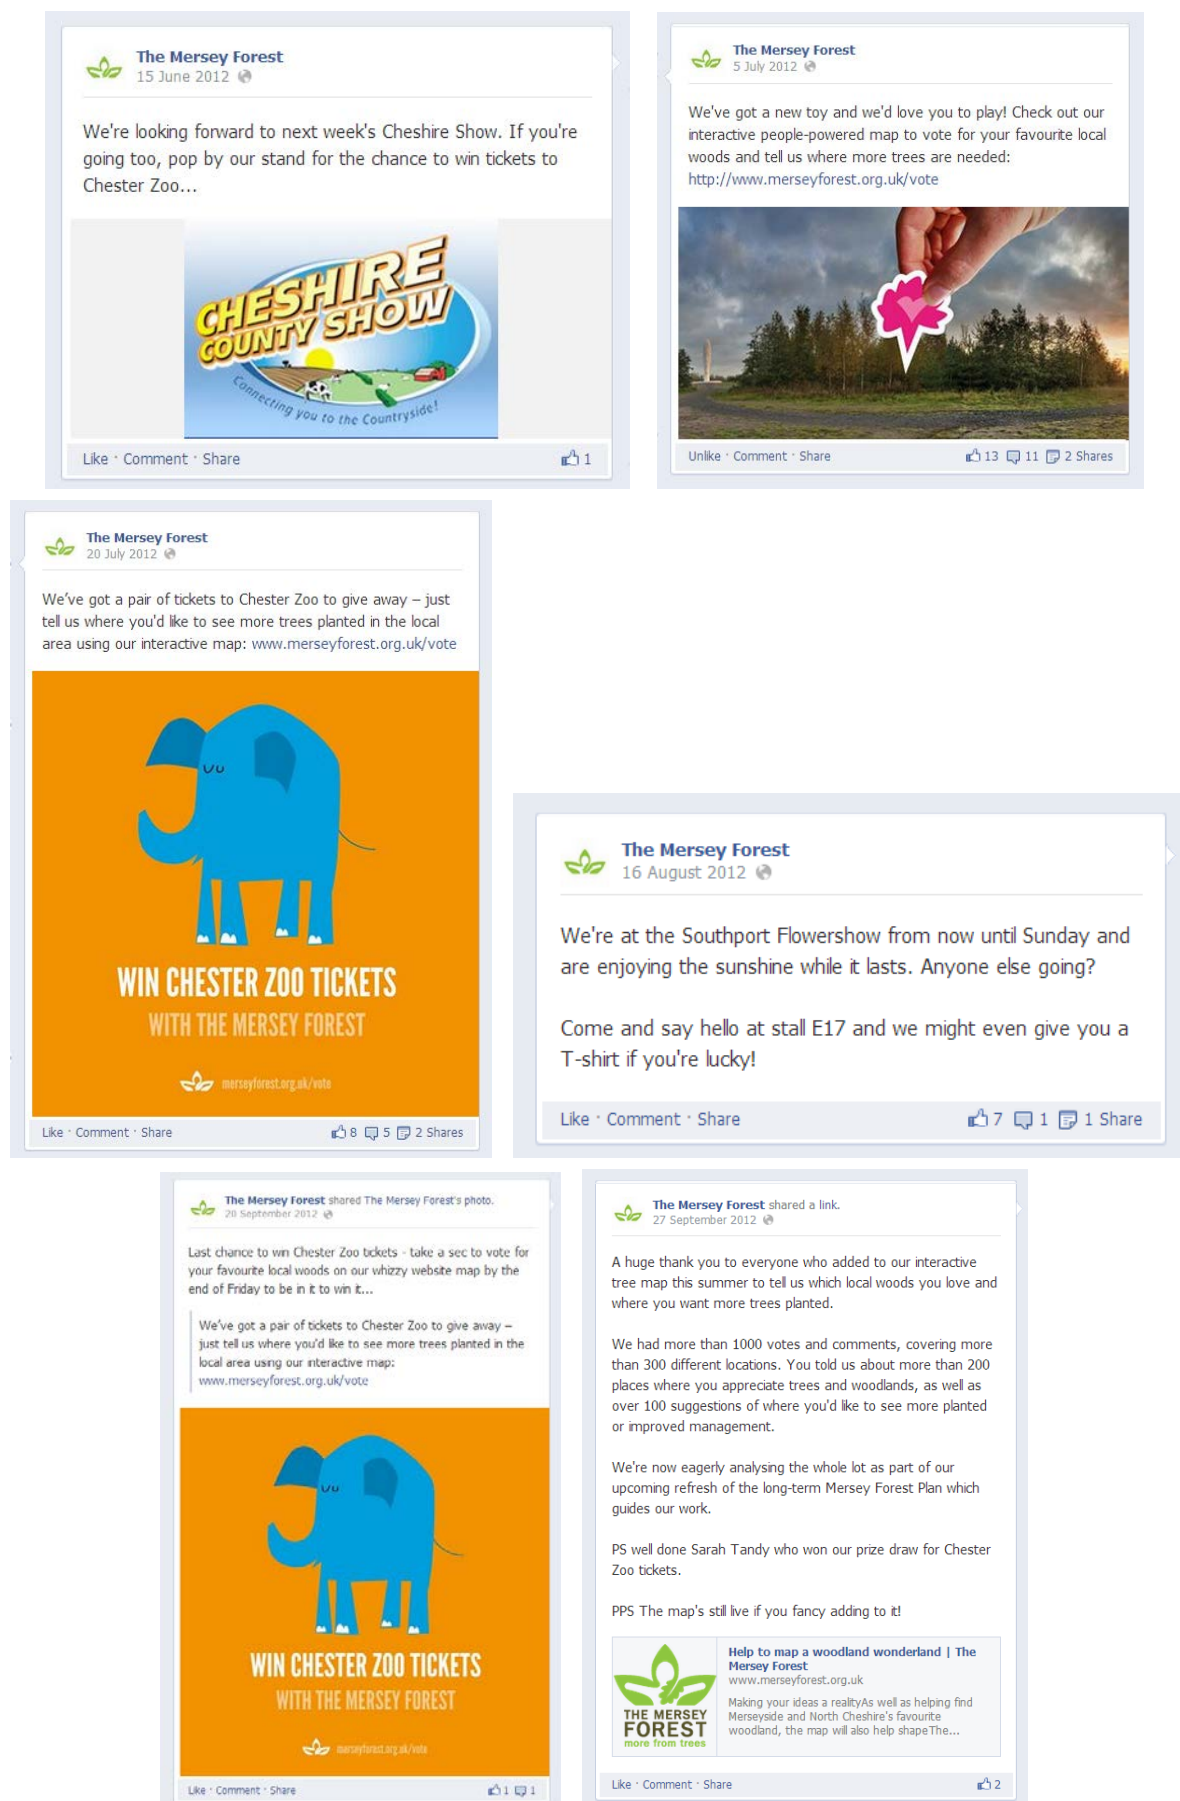 The Mersey Forest
15 June 2012
We're looking forward to next week's Cheshire Show. If you're
going too, pop by our stand for the chance to win tickets to
Chester Zoo...
CHESHIRE
COUNTY SHOW
Connecting you to the Countryside!
Like · Comment · Share 1
The Mersey Forest
5 July 2012
We've got a new toy and we'd love you to play! Check out our
interactive people-powered map to vote for your favourite local
woods and tell us where more trees are needed:
http://www.merseyforest.org.uk/vote
Unlike · Comment · Share 13 11 2 Shares
The Mersey Forest
20 July 2012
We've got a pair of tickets to Chester Zoo to give away – just
tell us where you'd like to see more trees planted in the local
area using our interactive map: www.merseyforest.org.uk/vote
WIN CHESTER ZOO TICKETS
WITH THE MERSEY FOREST
merseyforest.org.uk/vote
Like · Comment · Share 8 5 2 Shares
The Mersey Forest
16 August 2012
We're at the Southport Flowershow from now until Sunday and
are enjoying the sunshine while it lasts. Anyone else going?
Come and say hello at stall E17 and we might even give you a
T-shirt if you're lucky!
Like · Comment · Share 7 1 1 Share
The Mersey Forest shared The Mersey Forest's photo.
20 September 2012
Last chance to win Chester Zoo tickets - take a sec to vote for
your favourite local woods on our whizzy website map by the
end of Friday to be in it to win it...
We've got a pair of tickets to Chester Zoo to give away –
just tell us where you'd like to see more trees planted in the
local area using our interactive map:
www.merseyforest.org.uk/vote
WIN CHESTER ZOO TICKETS
WITH THE MERSEY FOREST
merseyforest.org.uk/vote
Like · Comment · Share 1 1
The Mersey Forest shared a link.
27 September 2012
A huge thank you to everyone who added to our interactive
tree map this summer to tell us which local woods you love and
where you want more trees planted.
We had more than 1000 votes and comments, covering more
than 300 different locations. You told us about more than 200
places where you appreciate trees and woodlands, as well as
over 100 suggestions of where you'd like to see more planted
or improved management.
We're now eagerly analysing the whole lot as part of our
upcoming refresh of the long-term Mersey Forest Plan which
guides our work.
PS well done Sarah Tandy who won our prize draw for Chester
Zoo tickets.
PPS The map's still live if you fancy adding to it!
THE MERSEY
FOREST
more from trees
Help to map a woodland wonderland | The
Mersey Forest
www.merseyforest.org.uk
Making your ideas a realityAs well as helping find
Merseyside and North Cheshire's favourite
woodland, the map will also help shapeThe...
Like · Comment · Share 2